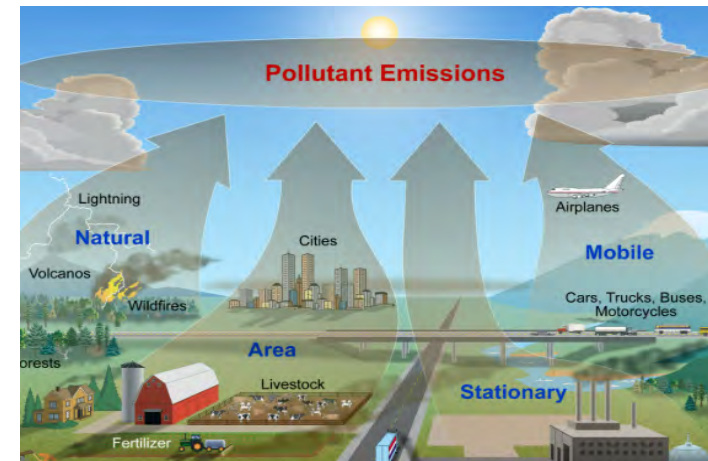 Pollutant Emissions
Lightning
Natural
Volcanos
Wildfires
orests
Cities
Area
Livestock
Fertilizer
Airplanes
Mobile
Cars, Trucks, Buses,
Motorcycles
Stationary